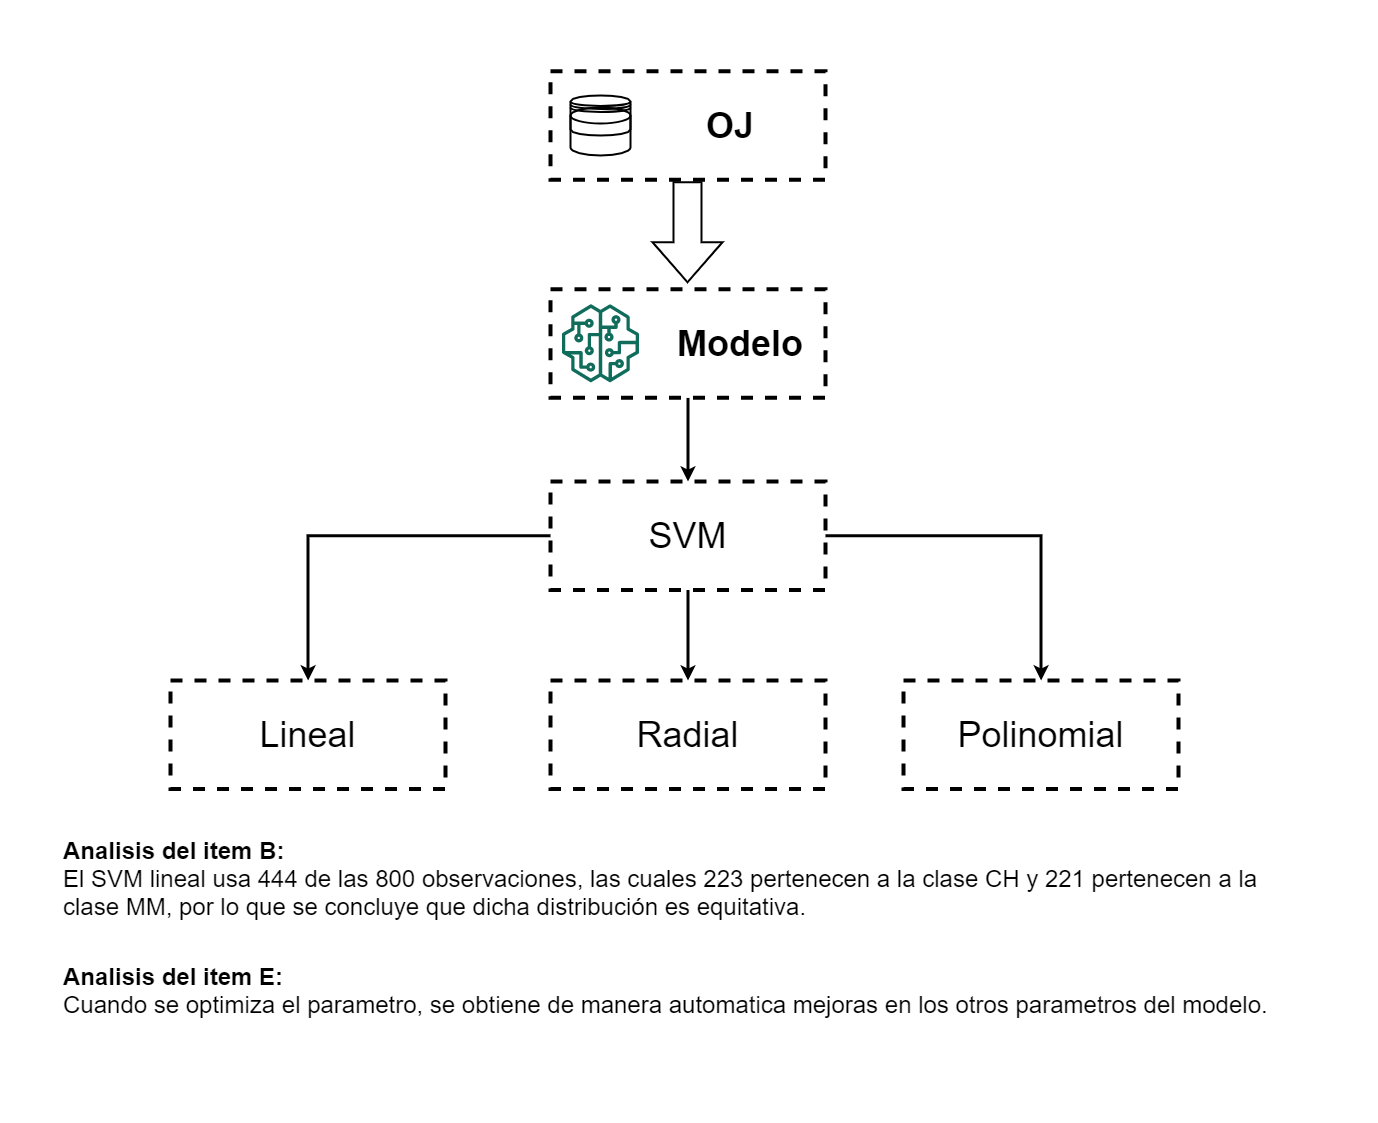 OJ
Modelo
SVM
Lineal
Radial
Polinomial
Analisis del item B:
El SVM lineal usa 444 de las 800 observaciones, las cuales 223 pertenecen a la clase CH y 221 pertenecen a la
clase MM, por lo que se concluye que dicha distribución es equitativa.
Analisis del item E:
Cuando se optimiza el parametro, se obtiene de manera automatica mejoras en los otros parametros del modelo.